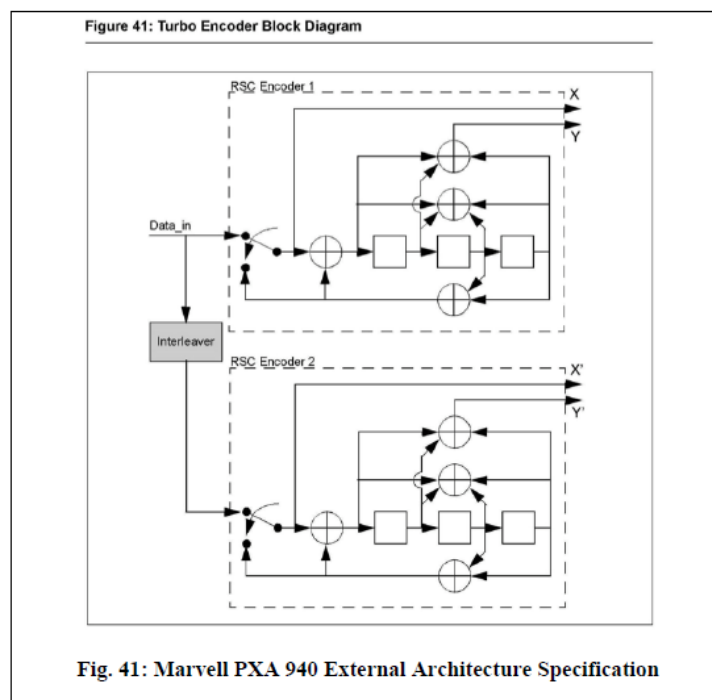 Figure 41: Turbo Encoder Block Diagram
RSC Encoder 1
X
Y
Data_in
Interleaver
RSC Encoder 2
X'
Y'
Fig. 41: Marvell PXA 940 External Architecture Specification